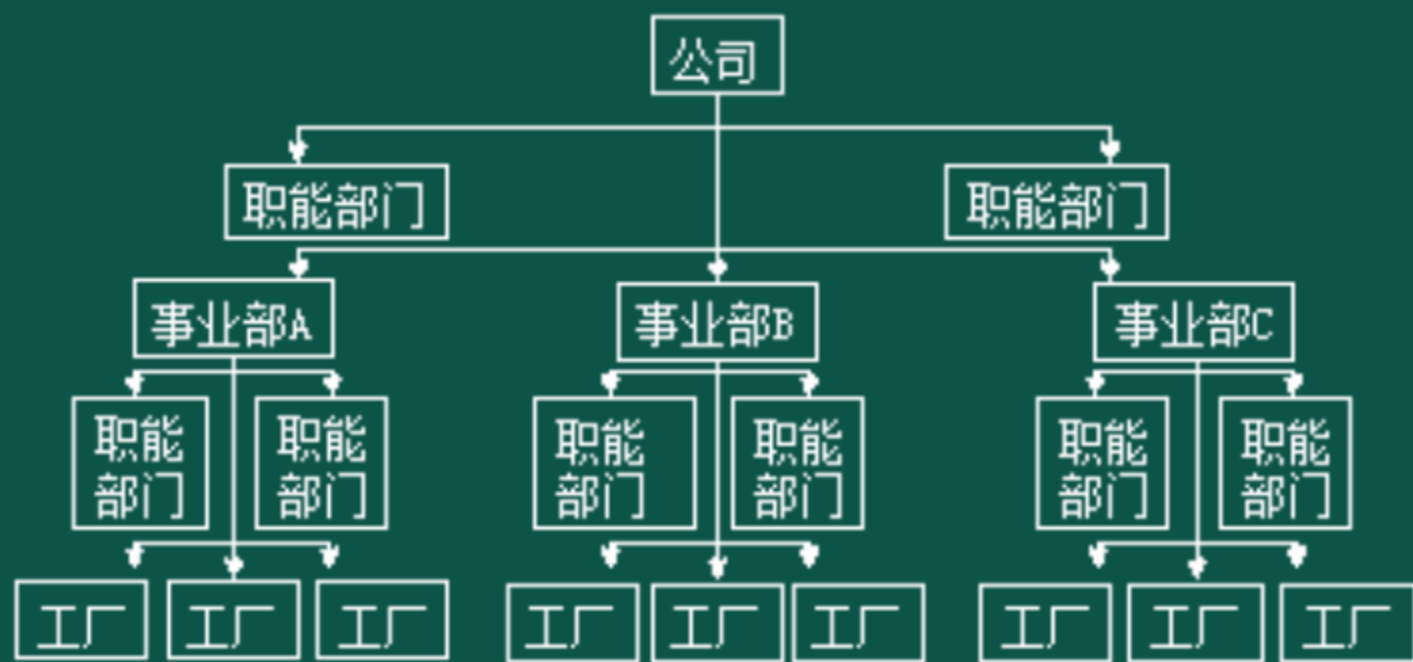 公司
职能部门
职能部门
事业部A
事业部B
事业部C
职能
部门
职能
部门
职能
部门
职能
部门
职能
部门
职能
部门
工厂
工厂
工厂
工厂
工厂
工厂
工厂
工厂
工厂